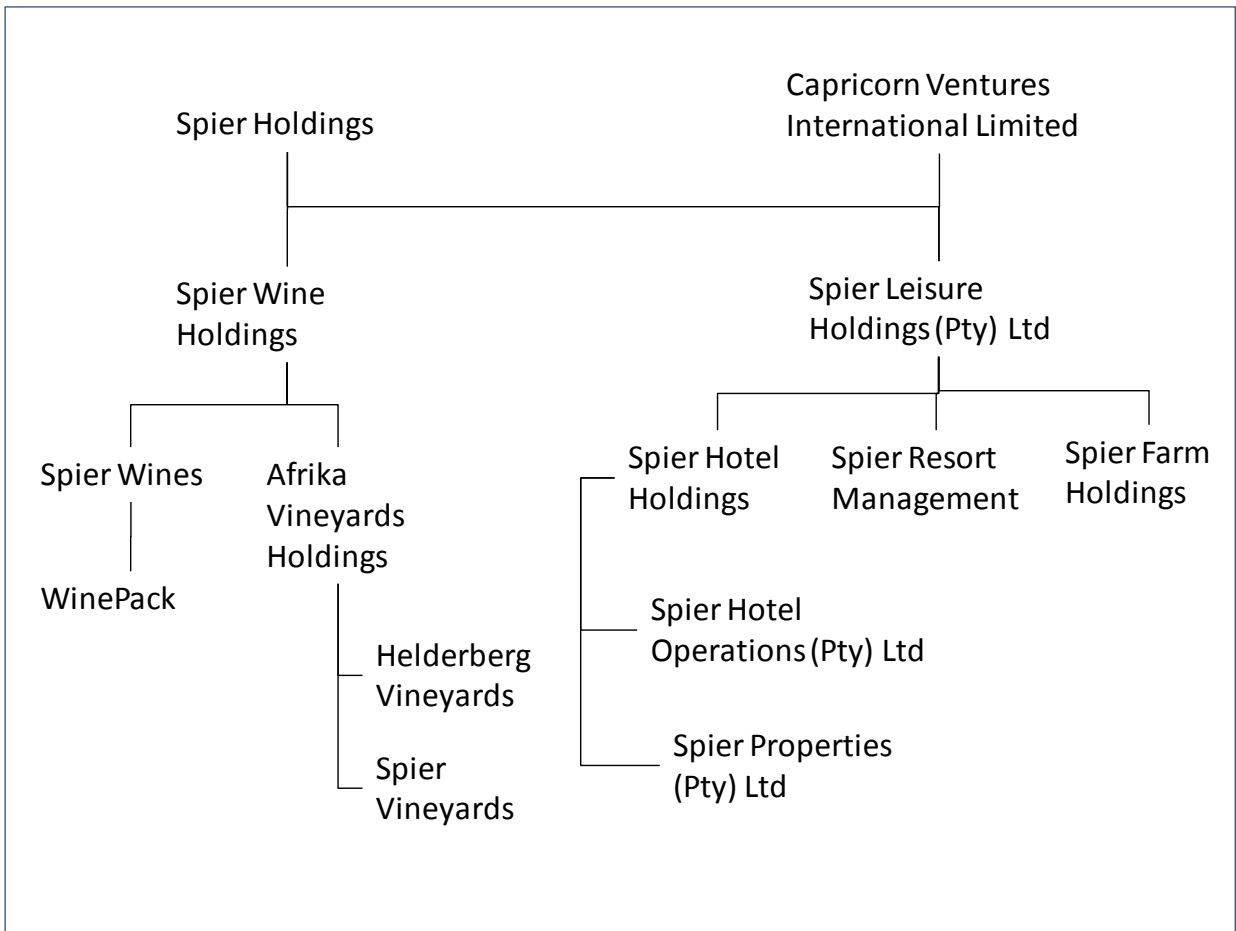 Spier Holdings
Capricorn Ventures
International Limited
Spier Wine
Holdings
Spier Leisure
Holdings (Pty) Ltd
Spier Wines
Afrika
Vineyards
Holdings
Spier Hotel
Holdings
Spier Resort
Management
Spier Farm
Holdings
WinePack
Helderberg
Vineyards
Spier
Vineyards
Spier Hotel
Operations (Pty) Ltd
Spier Properties
(Pty) Ltd